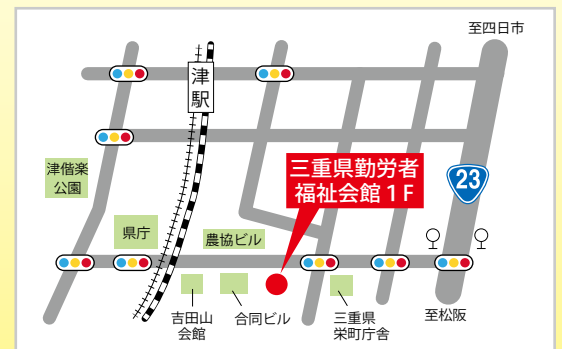 至四日市
津
駅
三重県勤労者
福祉会館1F
23
津偕楽
公園
県庁
農協ビル
吉田山
会館
合同ビル
三重県
栄町庁舎
至松阪